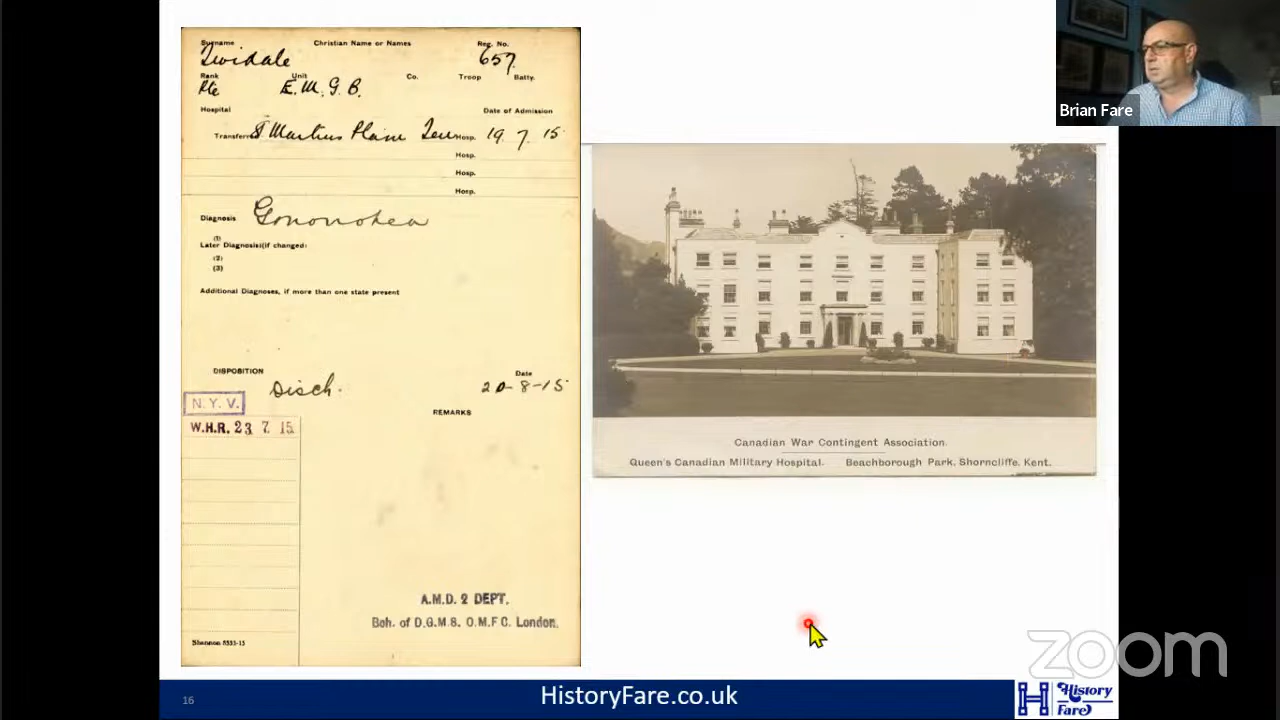 Surname Christian Name or Names Reg. No.
Twidale 657
Rank Unit Co. Troop Batty.
Pte E.M.G.B.
Hospital Date of Admission
Transferred St Martins Plain Hosp. 19 7 15
Hosp.
Hosp.
Hosp.
Diagnosis Gonorrhea
(1)
Later Diagnosis(if changed:
(2)
(3)
Additional Diagnoses, if more than one state present
DISPOSITION Date
Disch. 20-8-15
N.Y.V. REMARKS
W.H.R. 23 7 15
A.M.D. 2 DEPT.
Beh. of D.G.M.S. O.M.F.C. London.
Canadian War Contingent Association.
Queen's Canadian Military Hospital. Beachborough Park, Shorncliffe, Kent.
Brian Fare
zoom
16
HistoryFare.co.uk
H History Fare